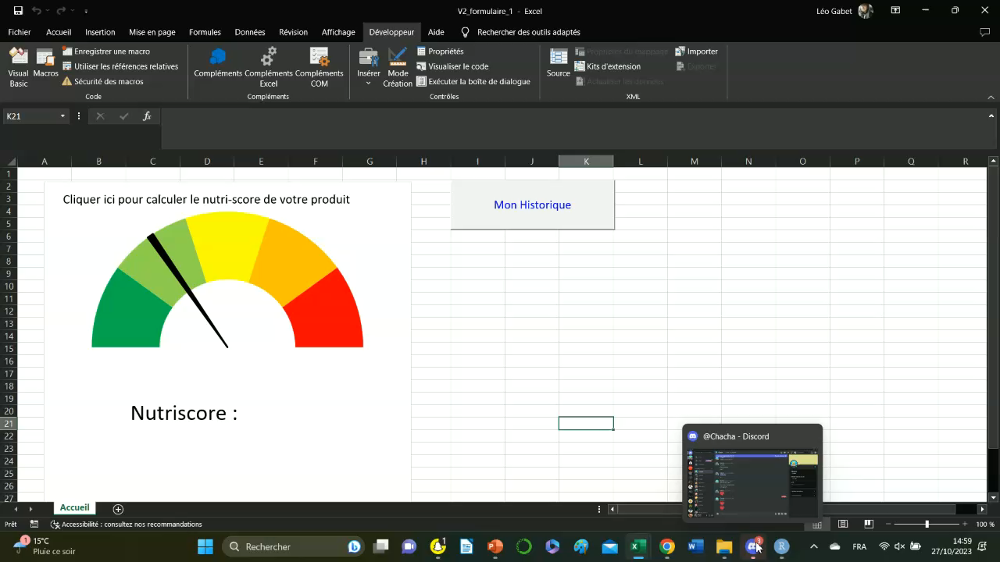 V2_formulaire_1 - Excel
Léo Gabet
Fichier Accueil Insertion Mise en page Formules Données Révision Affichage Développeur Aide Rechercher des outils adaptés
Visual Basic
Macros
Enregistrer une macro
Utiliser les références relatives
Sécurité des macros
Code
Compléments
Compléments Excel
Compléments COM
Compléments
Insérer
Mode Création
Propriétés
Visualiser le code
Exécuter la boîte de dialogue
Contrôles
Source
Propriétés du mappage
Kits d'extension
Actualiser les données
Importer
Exporter
XML
K21
fx
A B C D E F G H I J K L M N O P Q R
1
2
3
4
5
6
7
8
9
10
11
12
13
14
15
16
17
18
19
20
21
22
23
24
25
26
27
Cliquer ici pour calculer le nutri-score de votre produit
Mon Historique
Nutriscore :
@Chacha - Discord
Accueil
Prêt
Accessibilité : consultez nos recommandations
100 %
1
15°C
Pluie ce soir
Rechercher
1
3
FRA
14:59
27/10/2023